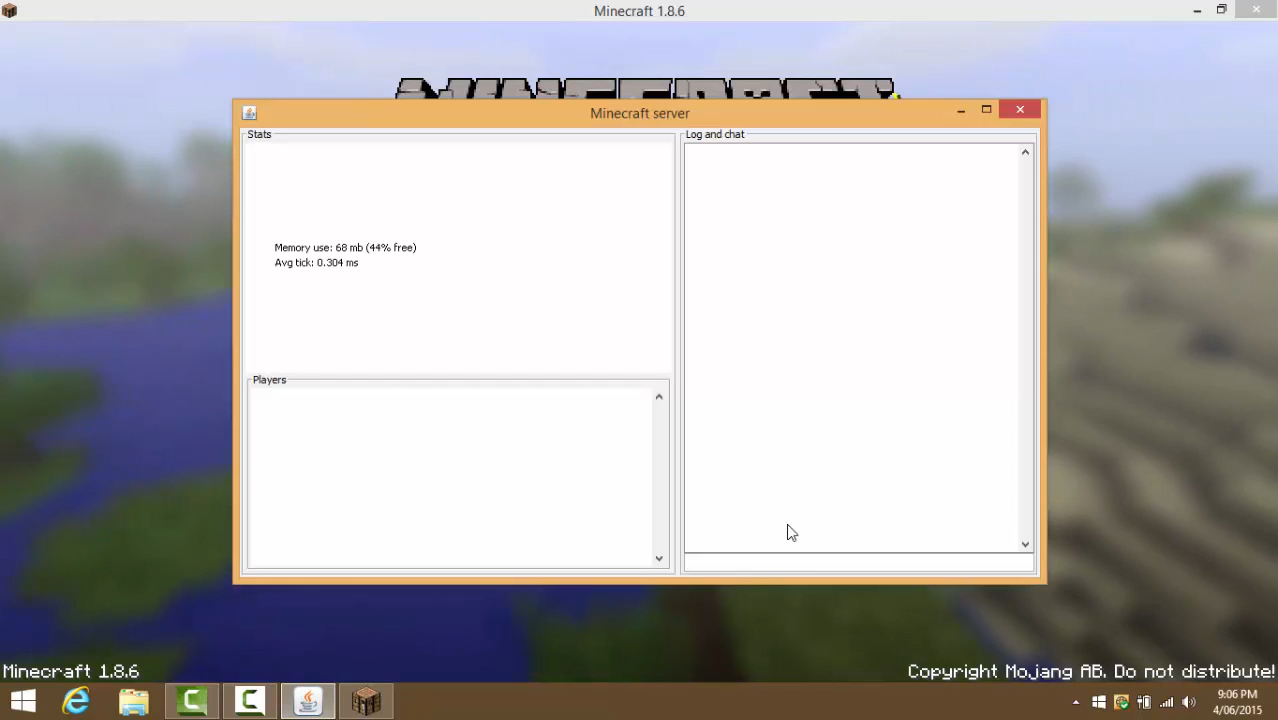 Minecraft 1.8.6
MINECRAFT
Minecraft server
Stats
Log and chat
Memory use: 68 mb (44% free)
Avg tick: 0.304 ms
Players
Minecraft 1.8.6
Copyright Mojang AB. Do not distribute!
9:06 PM
4/06/2015